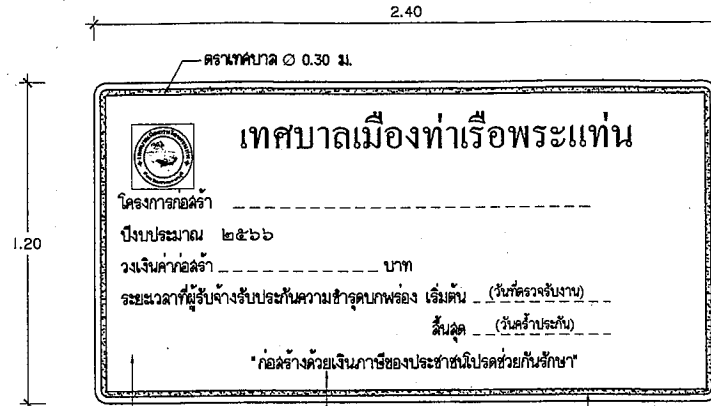 2.40
ตราเทศบาล Ø 0.30 ม.
เทศบาลเมืองท่าเรือพระแท่น
โครงการก่อสร้า
1.20
ปีงบประมาณ ๒๕๖๖
วงเงินค่าก่อสร้า บาท
ระยะเวลาที่ผู้รับจ้างรับประกันความชำรุดบกพร่อง เริ่มต้น (วันที่ตรวจรับงาน)
สิ้นสุด (วันค้ำประกัน)
"ก่อสร้างด้วยเงินภาษีของประชาชนโปรดช่วยกันรักษา"